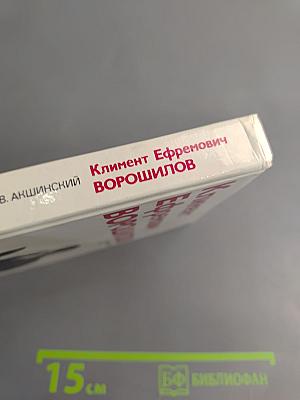 В. АКШИНСКИЙ
Климент Ефремович
ВОРОШИЛОВ
15 см
БФ БИБЛИОФАН